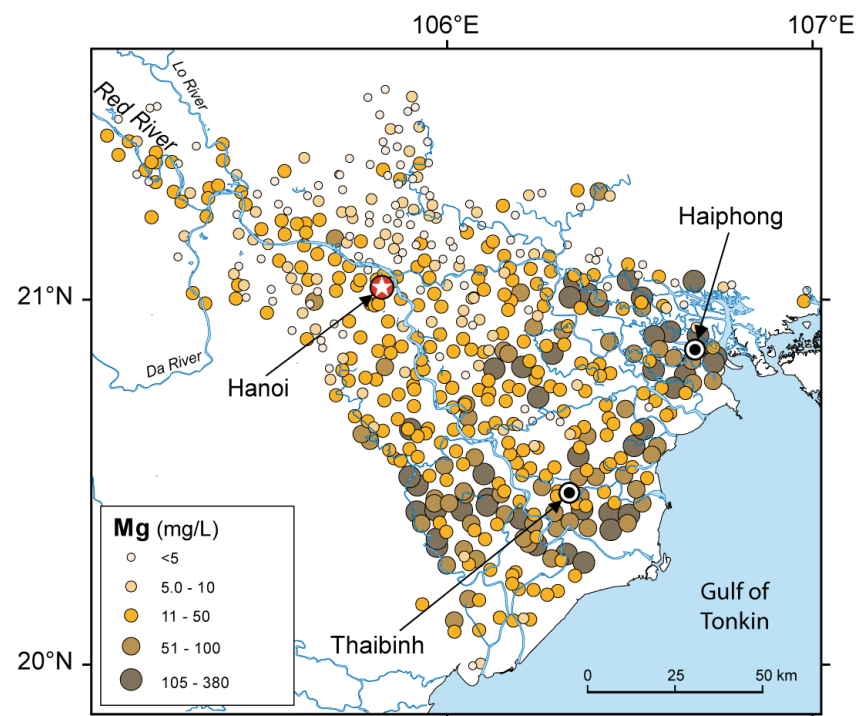 106°E
107°E
Lo River
Red River
Haiphong
21°N
Da River
Hanoi
Mg (mg/L)
<5
5.0 - 10
11 - 50
51 - 100
105 - 380
Gulf of
Tonkin
Thaibinh
20°N
0 25 50 km